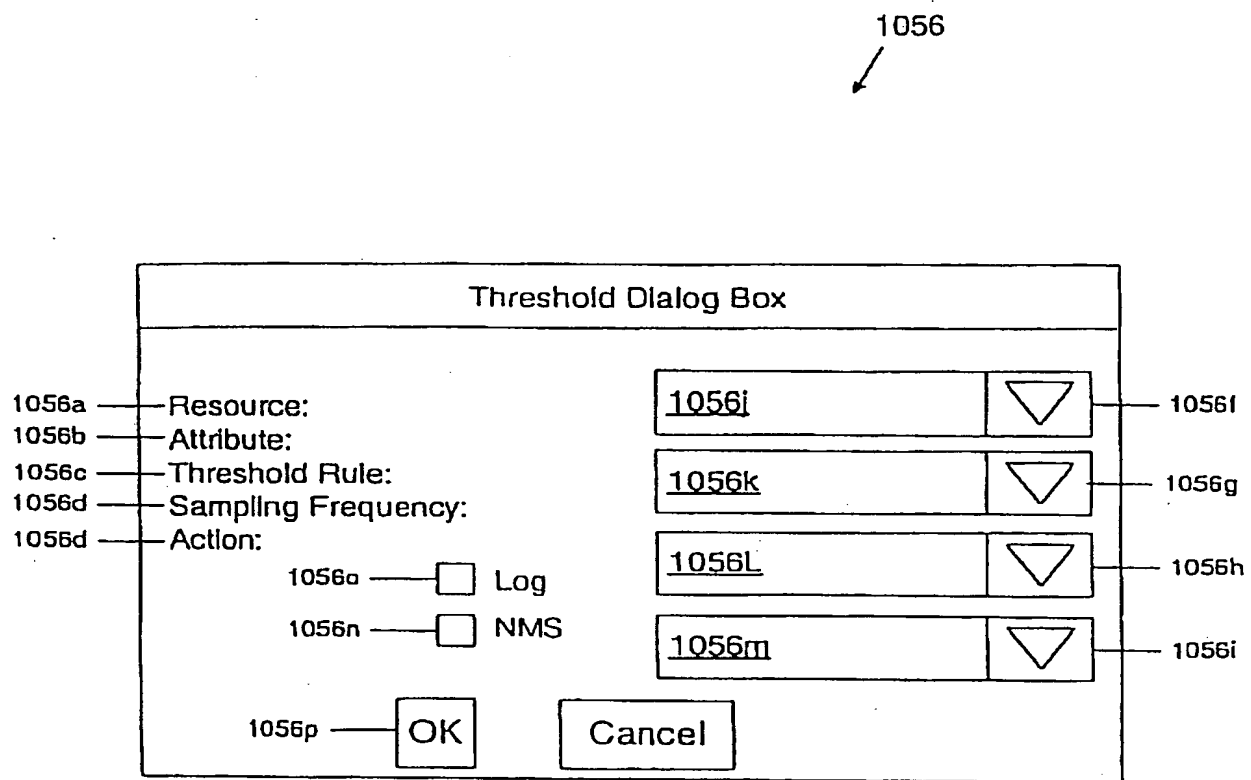 1056
Threshold Dialog Box
1056a Resource: 1056j 1056f
1056b Attribute:
1056c Threshold Rule: 1056k 1056g
1056d Sampling Frequency:
1056d Action:
1056o Log 1056L 1056h
1056n NMS 1056m 1056i
1056p OK Cancel